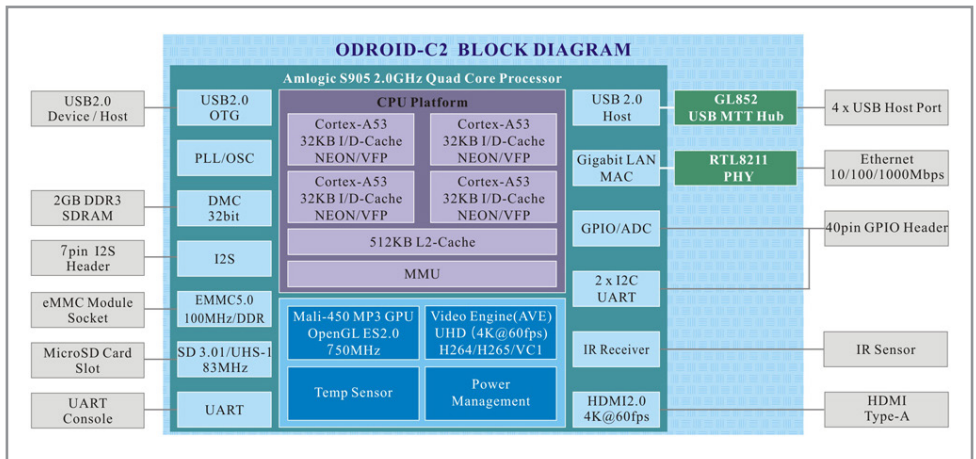 ODROID-C2 BLOCK DIAGRAM
Amlogic S905 2.0GHz Quad Core Processor
USB2.0
Device / Host
2GB DDR3
SDRAM
7pin I2S
Header
eMMC Module
Socket
MicroSD Card
Slot
UART
Console
USB2.0
OTG
PLL/OSC
DMC
32bit
I2S
EMMC5.0
100MHz/DDR
SD 3.01/UHS-1
83MHz
UART
CPU Platform
Cortex-A53
32KB I/D-Cache
NEON/VFP
Cortex-A53
32KB I/D-Cache
NEON/VFP
Cortex-A53
32KB I/D-Cache
NEON/VFP
Cortex-A53
32KB I/D-Cache
NEON/VFP
512KB L2-Cache
MMU
Mali-450 MP3 GPU
OpenGL ES2.0
750MHz
Video Engine(AVE)
UHD (4K@60fps)
H264/H265/VC1
Temp Sensor
Power
Management
USB 2.0
Host
Gigabit LAN
MAC
GPIO/ADC
2 x I2C
UART
IR Receiver
HDMI2.0
4K@60fps
GL852
USB MTT Hub
RTL8211
PHY
4 x USB Host Port
Ethernet
10/100/1000Mbps
40pin GPIO Header
IR Sensor
HDMI
Type-A